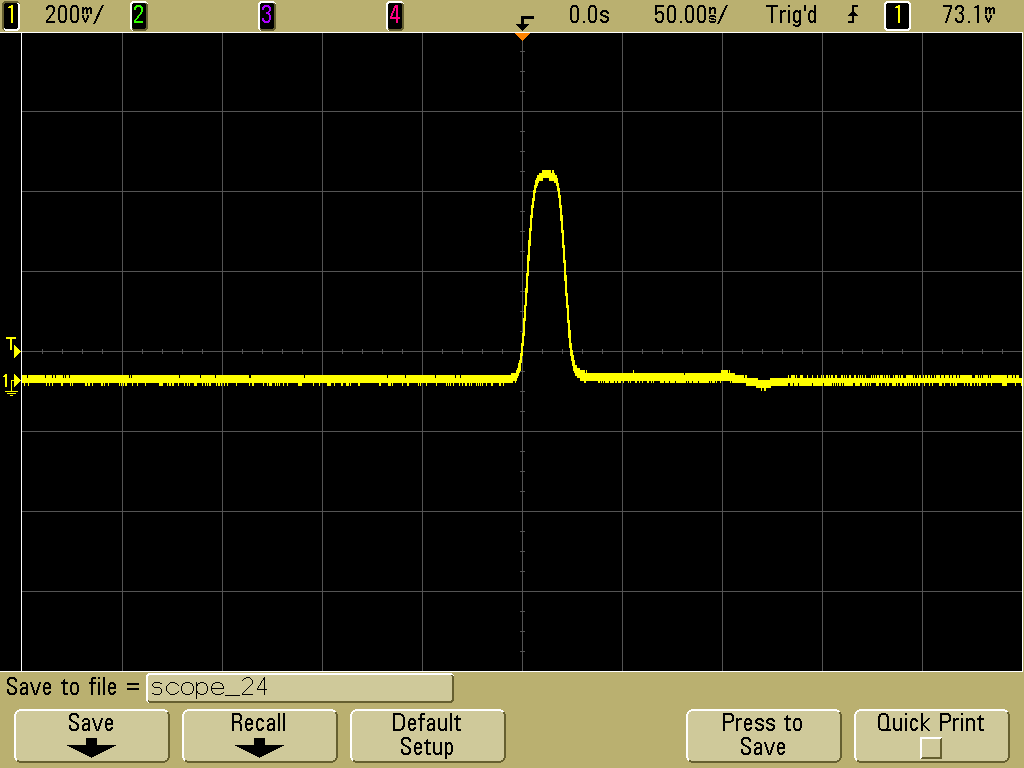 1 200mV/ 2 3 4 0.0s 50.00s/ Trig'd 1 73.1mV
T
1
Save to file = scope_24
Save Recall Default Setup Press to Save Quick Print